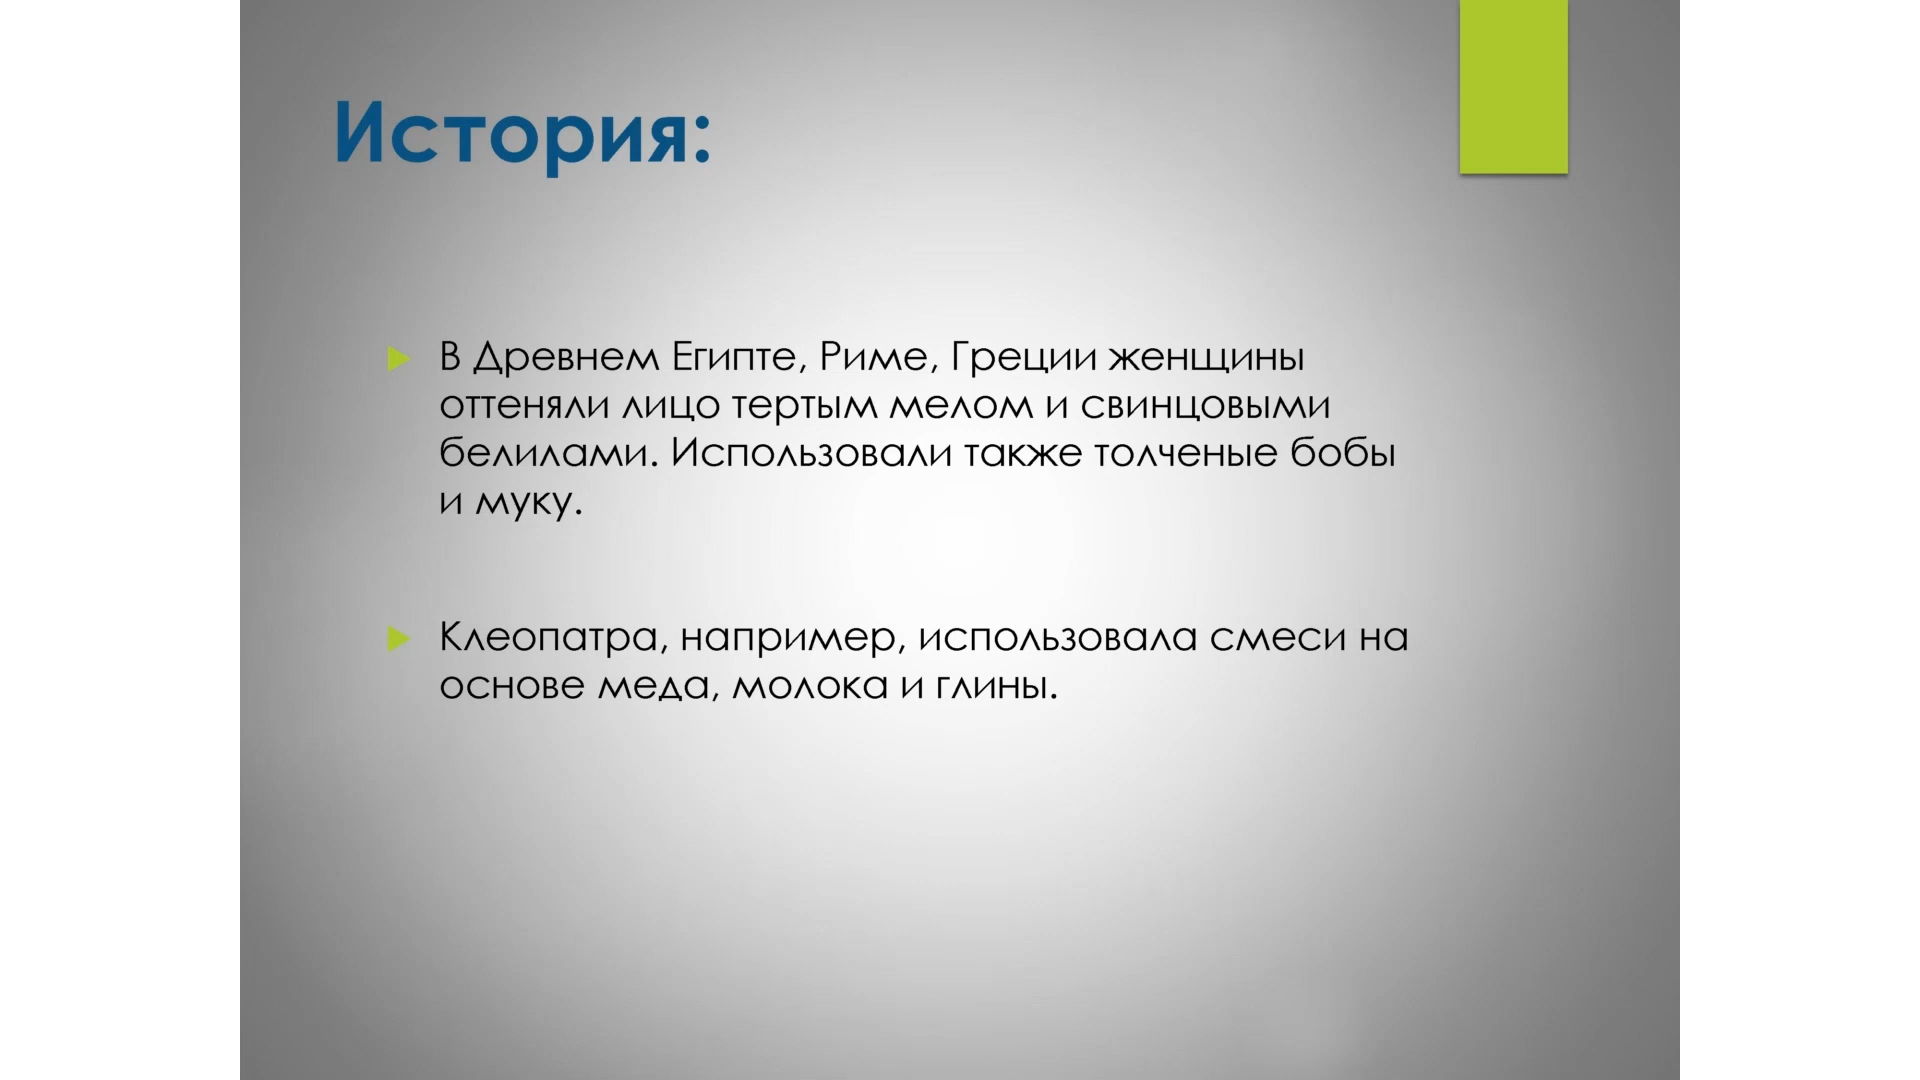 История:
В Древнем Египте, Риме, Греции женщины
оттеняли лицо тертым мелом и свинцовыми
белилами. Использовали также толченые бобы
и муку.
Клеопатра, например, использовала смеси на
основе меда, молока и глины.